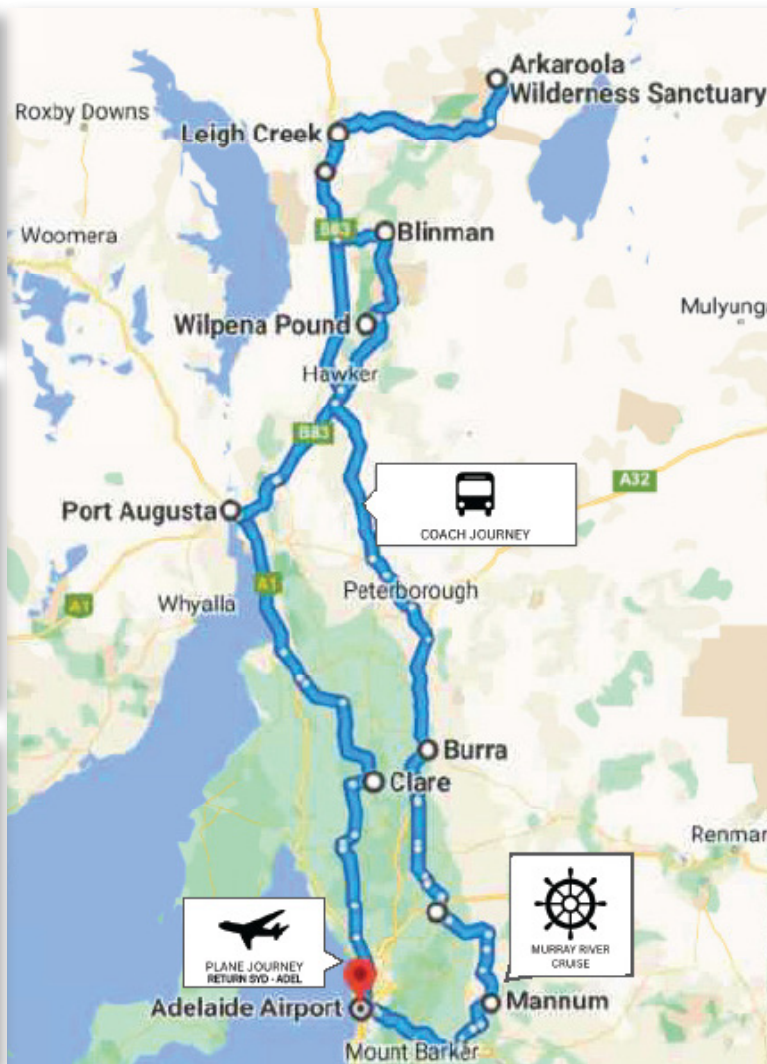 Arkaroola
Wilderness Sanctuary
Roxby Downs
Leigh Creek
B83
Blinman
Woomera
Wilpena Pound
Mulyung
Hawker
B83
A32
COACH JOURNEY
Port Augusta
A1
A1
Whyalla
Peterborough
Burra
Clare
Renmar
MURRAY RIVER
CRUISE
PLANE JOURNEY
RETURN SYD - ADEL
Adelaide Airport
Mannum
Mount Barker